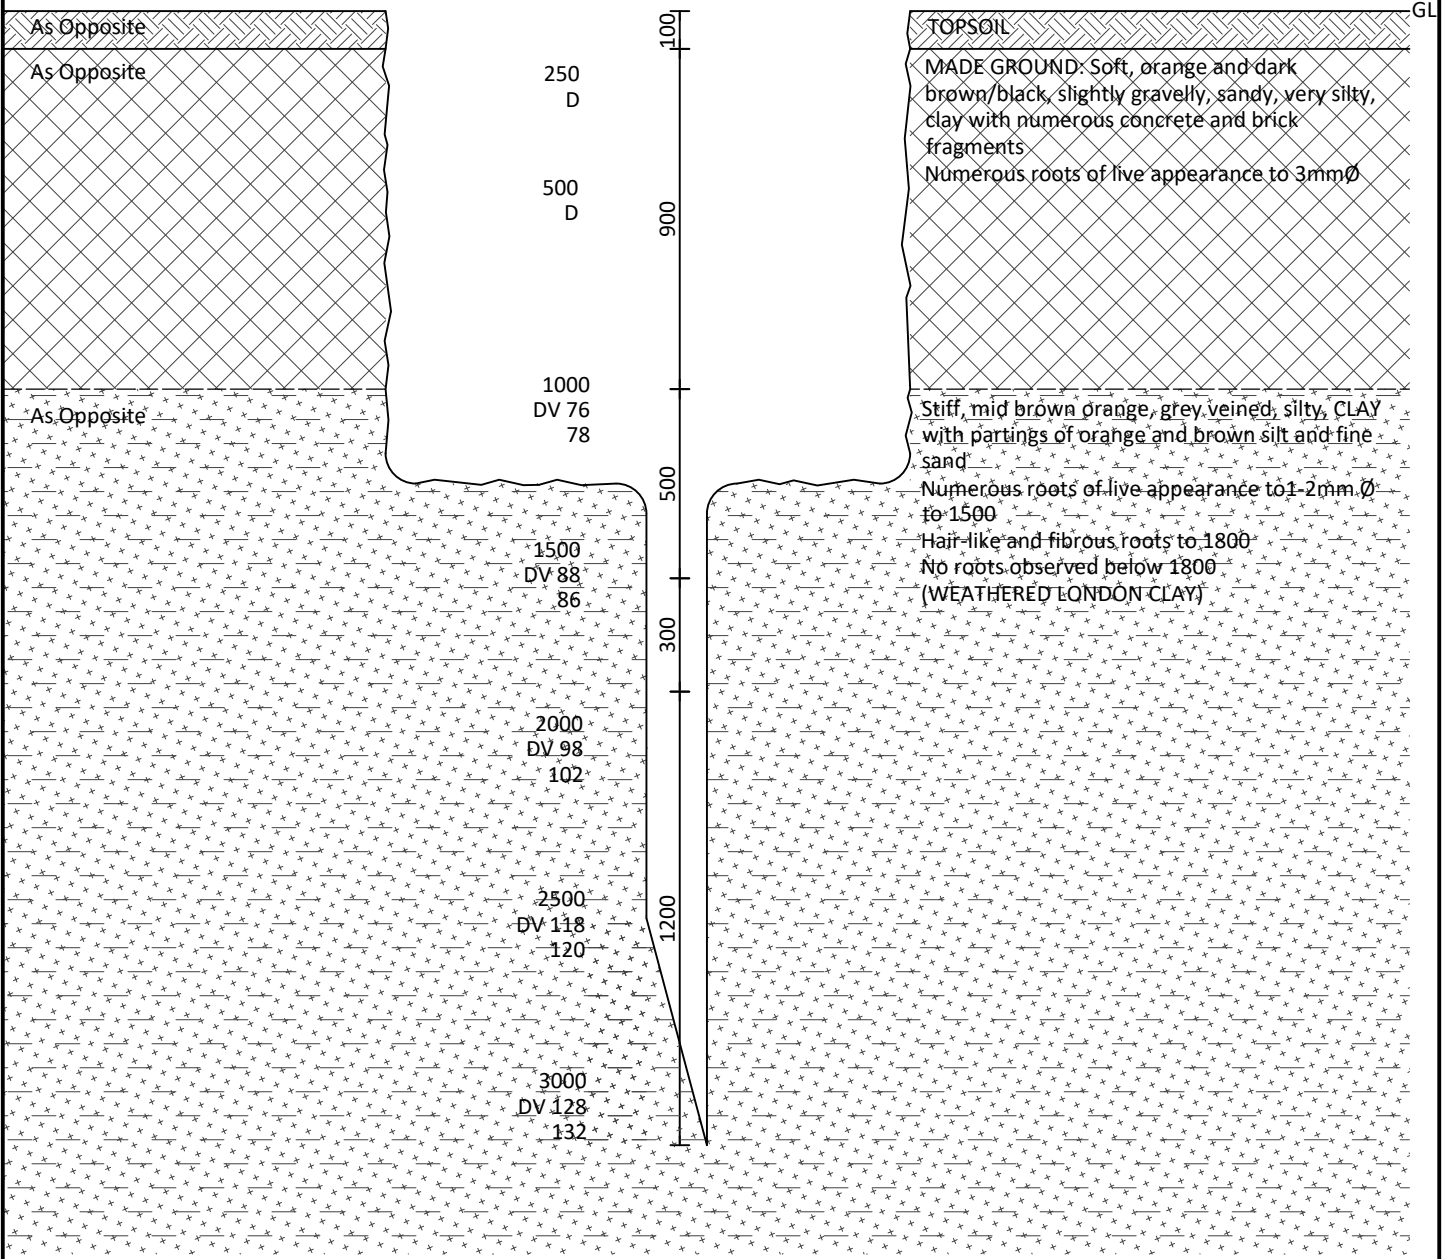 GL
As Opposite
100
TOPSOIL
As Opposite
250
D
MADE GROUND: Soft, orange and dark
brown/black, slightly gravelly, sandy, very silty,
clay with numerous concrete and brick
fragments
Numerous roots of live appearance to 3mmØ
500
D
900
1000
DV 76
78
As Opposite
Stiff, mid brown orange, grey veined, silty, CLAY
with partings of orange and brown silt and fine
sand
Numerous roots of live appearance to1-2mm Ø
to 1500
Hair-like and fibrous roots to 1800
No roots observed below 1800
(WEATHERED LONDON CLAY)
500
1500
DV 88
86
300
2000
DV 98
102
2500
DV 118
120
1200
3000
DV 128
132